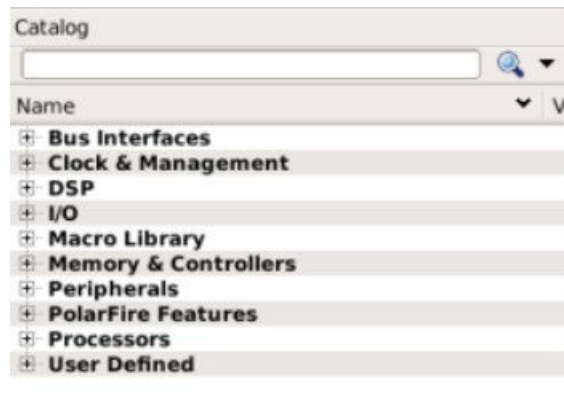 Catalog
Name V
Bus Interfaces
Clock & Management
DSP
I/O
Macro Library
Memory & Controllers
Peripherals
PolarFire Features
Processors
User Defined